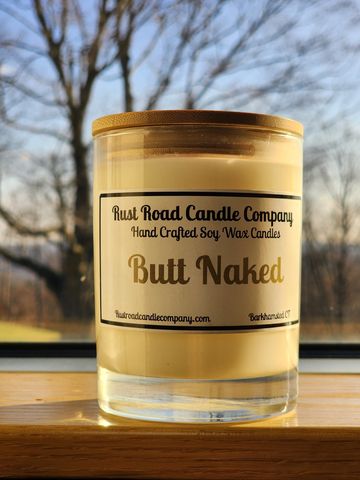 Rust Road Candle Company
Hand Crafted Soy Wax Candles
Butt Naked
Rustroadcandlecompany.com Barkhamsted CT